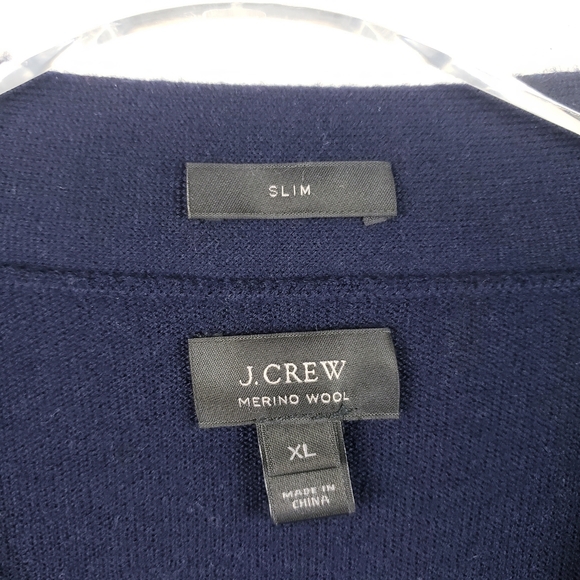 SLIM
J.CREW
MERINO WOOL
XL
MADE IN
CHINA